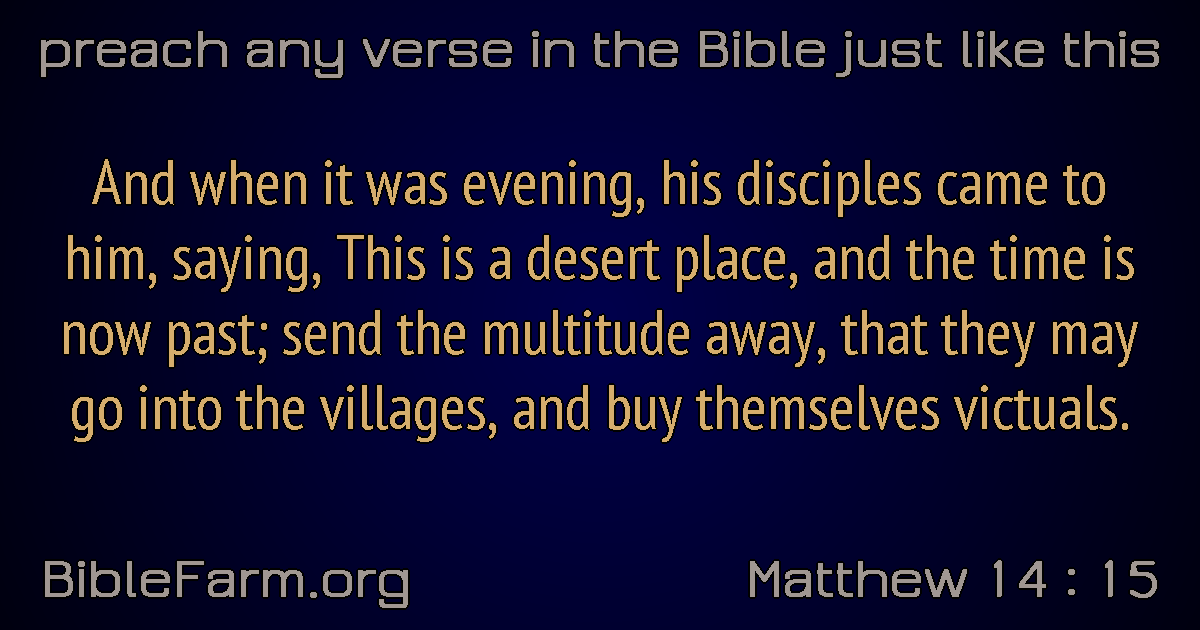 preach any verse in the Bible just like this
And when it was evening, his disciples came to
him, saying, This is a desert place, and the time is
now past; send the multitude away, that they may
go into the villages, and buy themselves victuals.
BibleFarm.org
Matthew 14 : 15